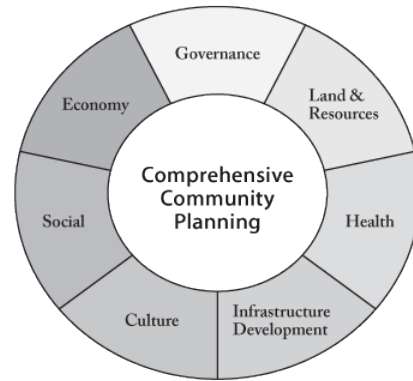 Governance
Land &
Resources
Health
Infrastructure
Development
Culture
Social
Economy
Comprehensive
Community
Planning